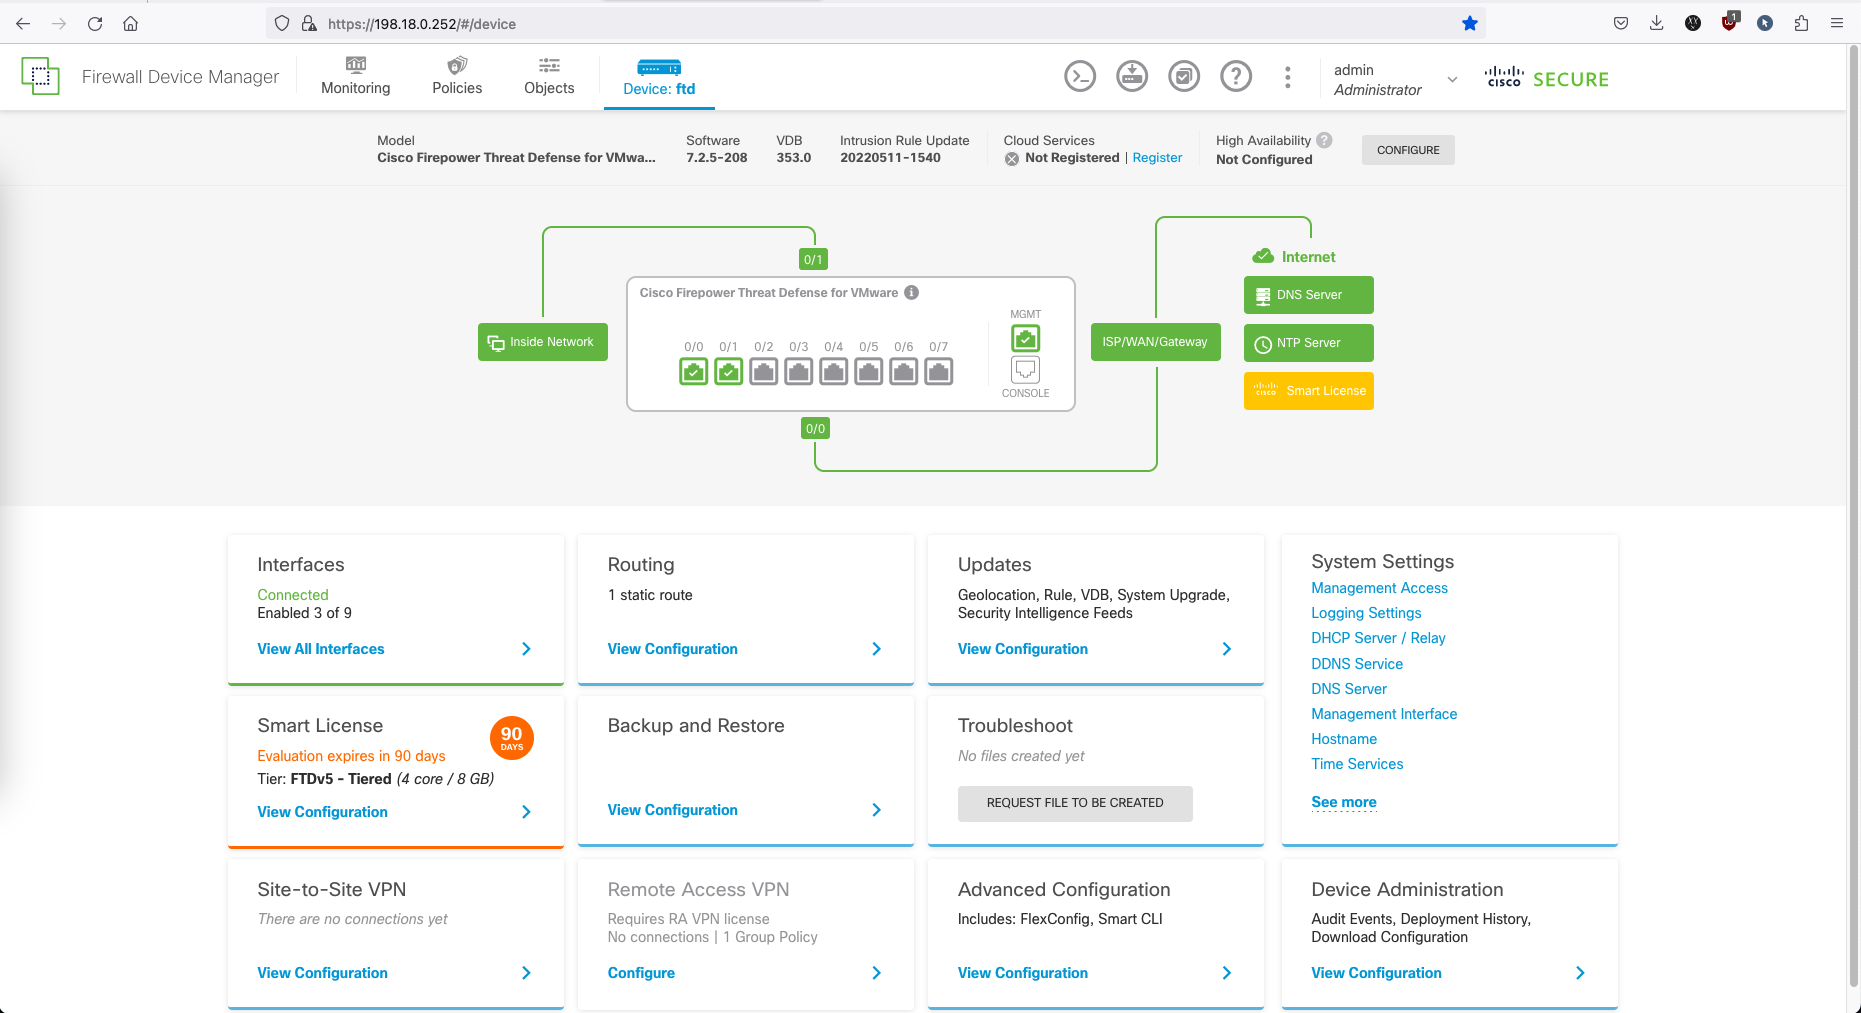 https://198.18.0.252/#/device
1
Firewall Device Manager
Monitoring
Policies
Objects
Device: ftd
admin
Administrator
cisco SECURE
Model
Cisco Firepower Threat Defense for VMwa...
Software
7.2.5-208
VDB
353.0
Intrusion Rule Update
20220511-1540
Cloud Services
Not Registered | Register
High Availability ?
Not Configured
CONFIGURE
0/1
Internet
Cisco Firepower Threat Defense for VMware
DNS Server
MGMT
Inside Network
ISP/WAN/Gateway
NTP Server
0/0 0/1 0/2 0/3 0/4 0/5 0/6 0/7
CONSOLE
cisco Smart License
0/0
Interfaces
Connected
Enabled 3 of 9
View All Interfaces
Routing
1 static route
View Configuration
Updates
Geolocation, Rule, VDB, System Upgrade,
Security Intelligence Feeds
View Configuration
System Settings
Management Access
Logging Settings
DHCP Server / Relay
DDNS Service
DNS Server
Management Interface
Hostname
Time Services
See more
Smart License
90
DAYS
Evaluation expires in 90 days
Tier: FTDv5 - Tiered (4 core / 8 GB)
View Configuration
Backup and Restore
View Configuration
Troubleshoot
No files created yet
REQUEST FILE TO BE CREATED
Site-to-Site VPN
There are no connections yet
View Configuration
Remote Access VPN
Requires RA VPN license
No connections | 1 Group Policy
Configure
Advanced Configuration
Includes: FlexConfig, Smart CLI
View Configuration
Device Administration
Audit Events, Deployment History,
Download Configuration
View Configuration